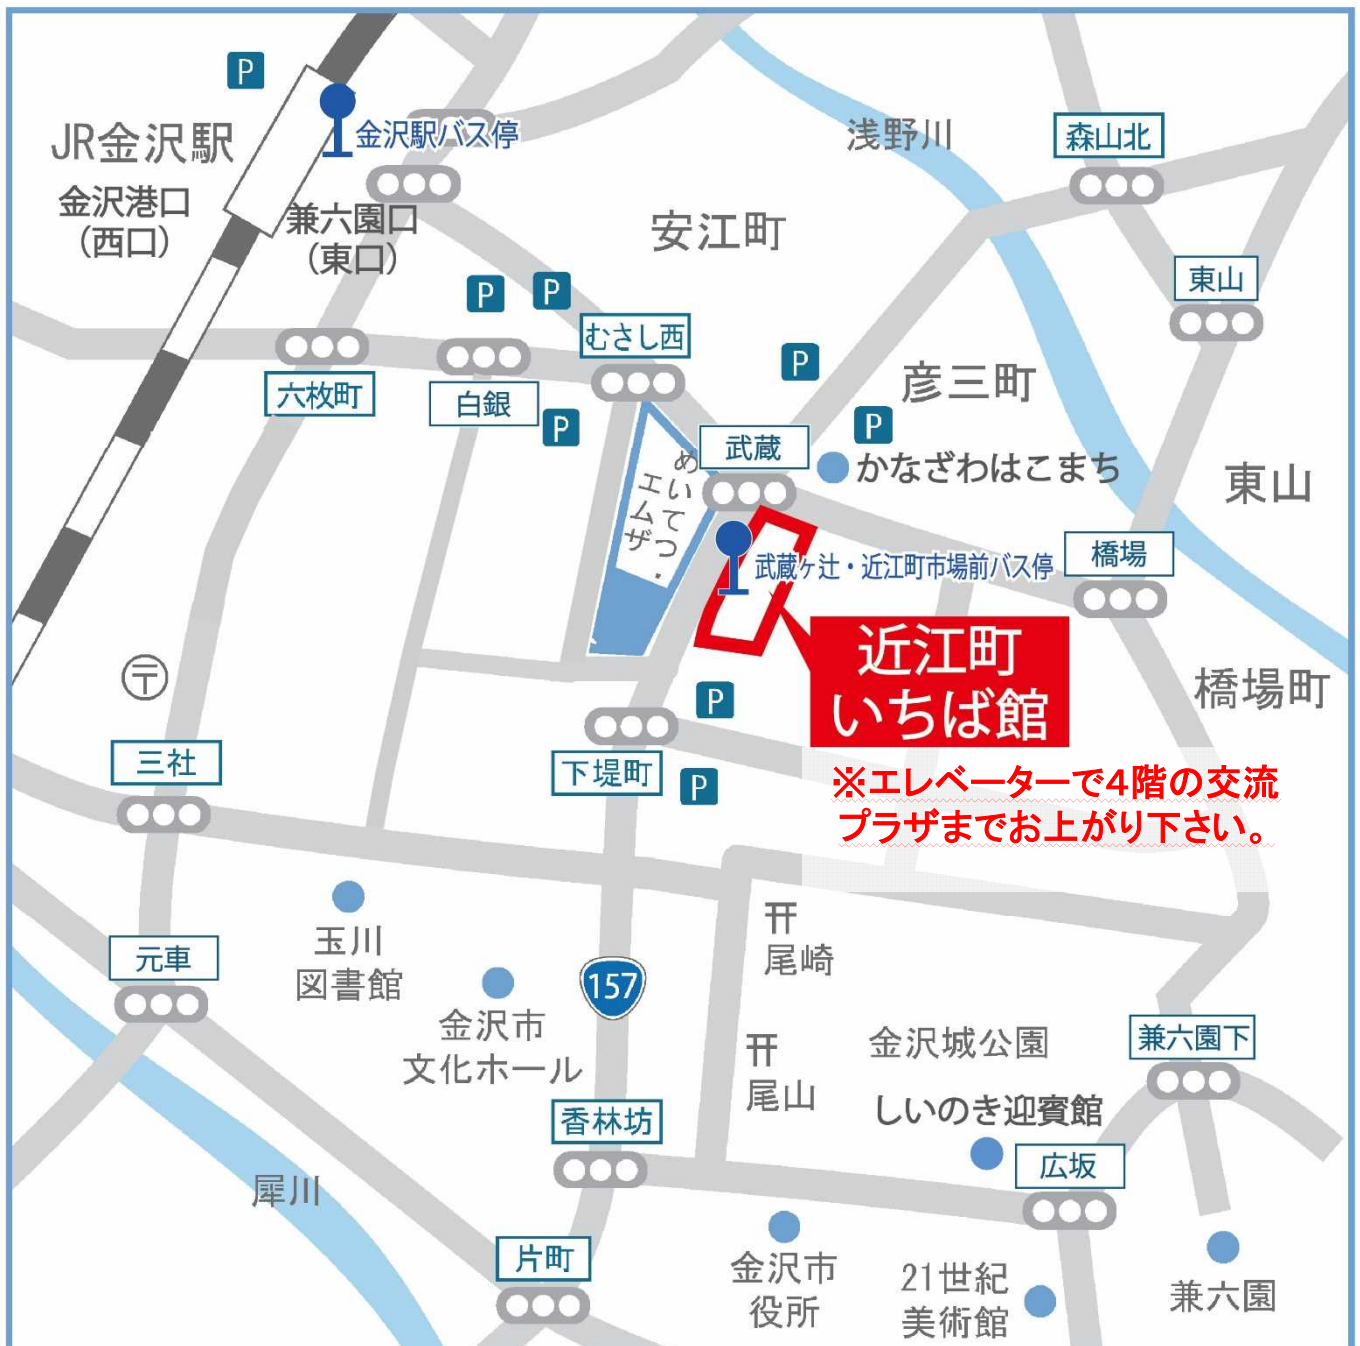 P
JR金沢駅
金沢港口
(西口)
金沢駅バス停
兼六園口
(東口)
浅野川
森山北
安江町
東山
P
P
むさし西
六枚町
白銀
P
P
彦三町
P
武蔵
かなざわはこまち
めいてつ・
エムザ
東山
武蔵ヶ辻・近江町市場前バス停
橋場
近江町
いちば館
橋場町
〒
P
三社
下堤町
P
※エレベーターで4階の交流
プラザまでお上がり下さい。
玉川
図書館
元車
金沢市
文化ホール
157
尾崎
尾山
金沢城公園
兼六園下
しいのき迎賓館
香林坊
広坂
犀川
片町
金沢市
役所
21世紀
美術館
兼六園